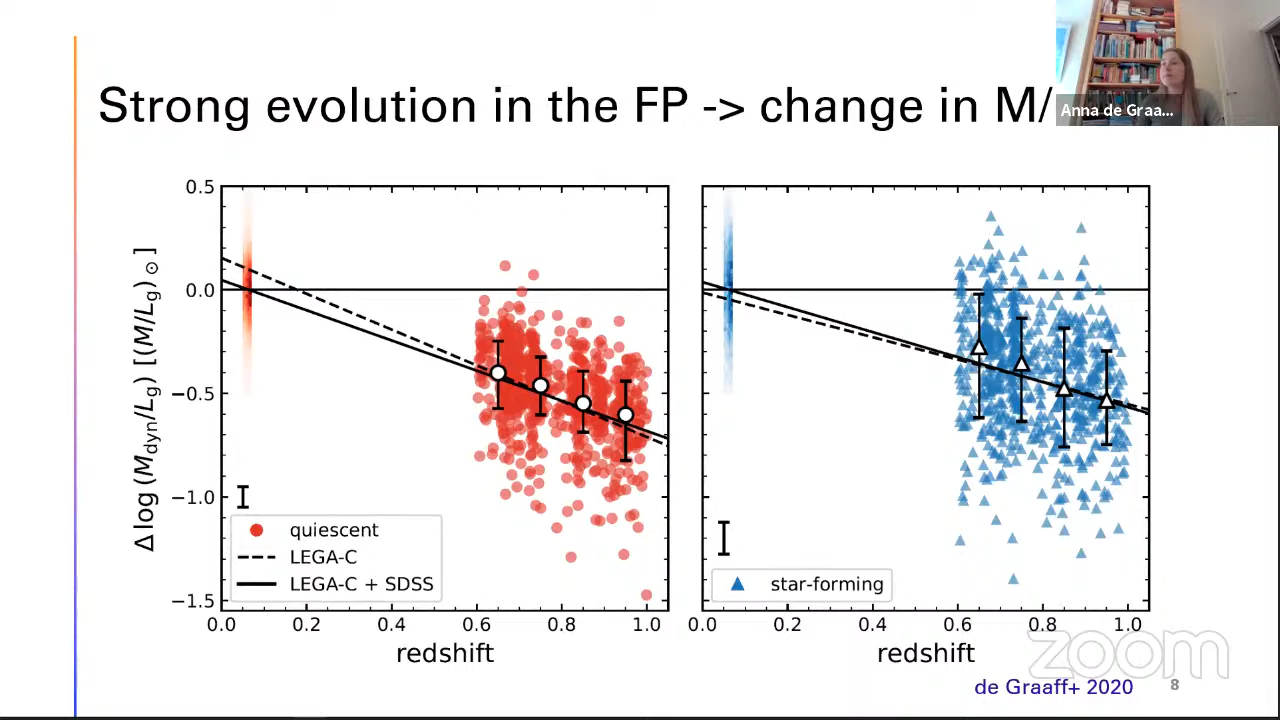 Strong evolution in the FP -> change in M/
Anna de Graa...
Δ log (M_dyn/L_g) [(M/L_g)_⊙]
0.5
0.0
−0.5
−1.0
−1.5
quiescent
LEGA-C
LEGA-C + SDSS
star-forming
0.0 0.2 0.4 0.6 0.8 1.0
0.0 0.2 0.4 0.6 0.8 1.0
redshift
redshift
zoom
de Graaff+ 2020
8